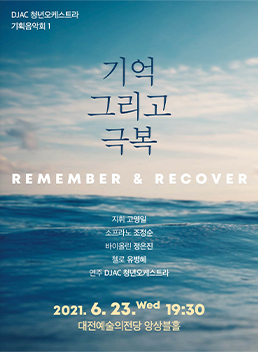 DJAC 청년오케스트라
기획음악회 1
기억
그리고
극복
REMEMBER & RECOVER
지휘 고영일
소프라노 조정순
바이올린 정은진
첼로 유병혜
연주 DJAC 청년오케스트라
2021. 6. 23.Wed 19:30
대전예술의전당 앙상블홀